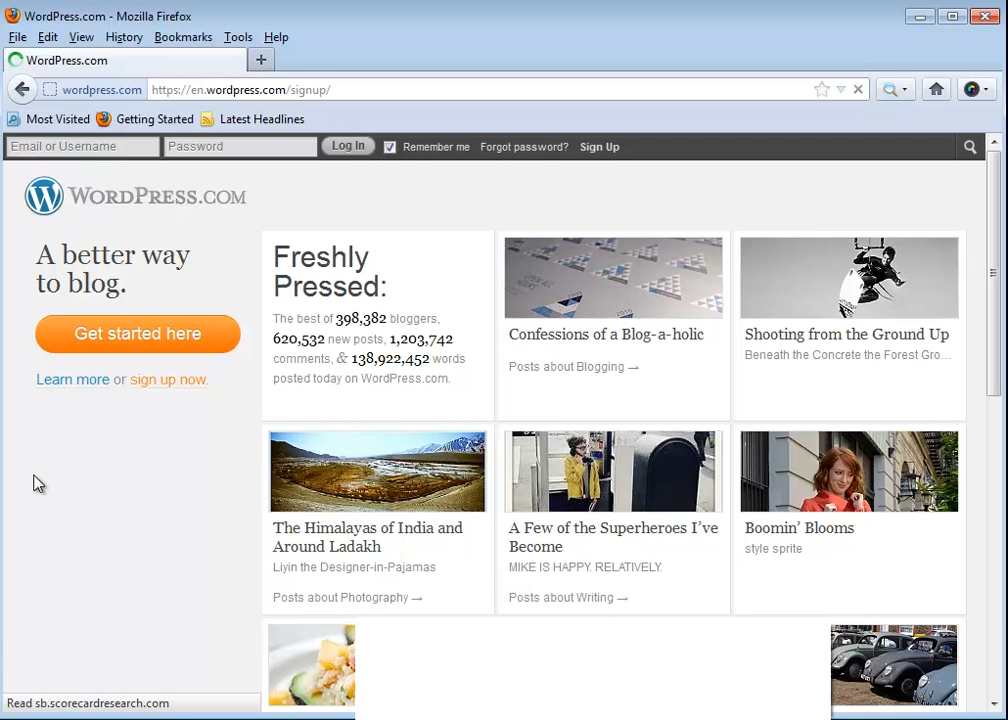 WordPress.com - Mozilla Firefox
File Edit View History Bookmarks Tools Help
WordPress.com
wordpress.com https://en.wordpress.com/signup/
Most Visited Getting Started Latest Headlines
Email or Username Password Log In Remember me Forgot password? Sign Up
WORDPRESS.COM
A better way
to blog.
Get started here
Learn more or sign up now.
Freshly
Pressed:
The best of 398,382 bloggers,
620,532 new posts, 1,203,742
comments, & 138,922,452 words
posted today on WordPress.com.
Confessions of a Blog-a-holic
Posts about Blogging →
Shooting from the Ground Up
Beneath the Concrete the Forest Gro...
The Himalayas of India and
Around Ladakh
Liyin the Designer-in-Pajamas
Posts about Photography →
A Few of the Superheroes I've
Become
MIKE IS HAPPY. RELATIVELY.
Posts about Writing →
Boomin' Blooms
style sprite
Read sb.scorecardresearch.com